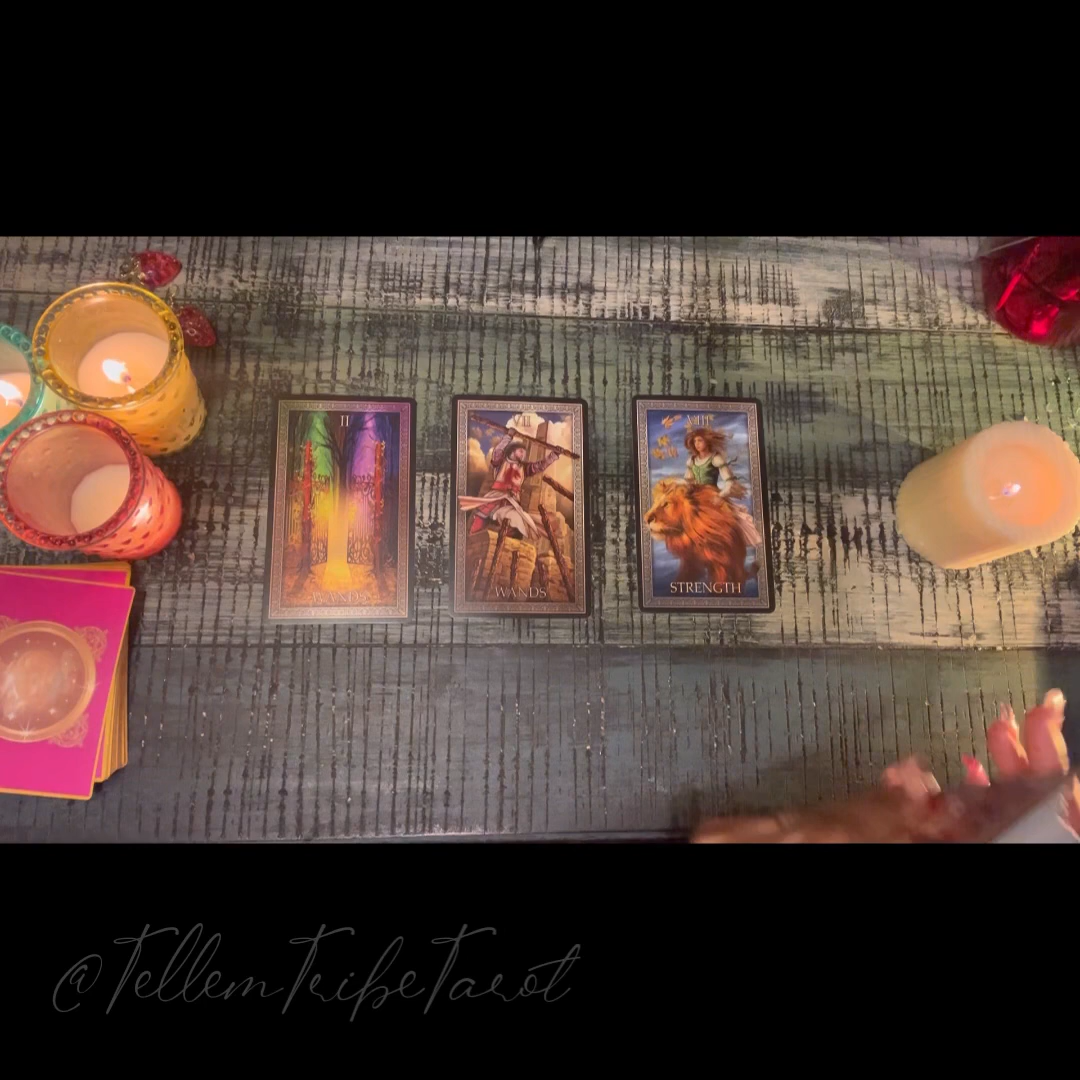 II
VII
VIII
WANDS
WANDS
STRENGTH
@TellemTribeTarot